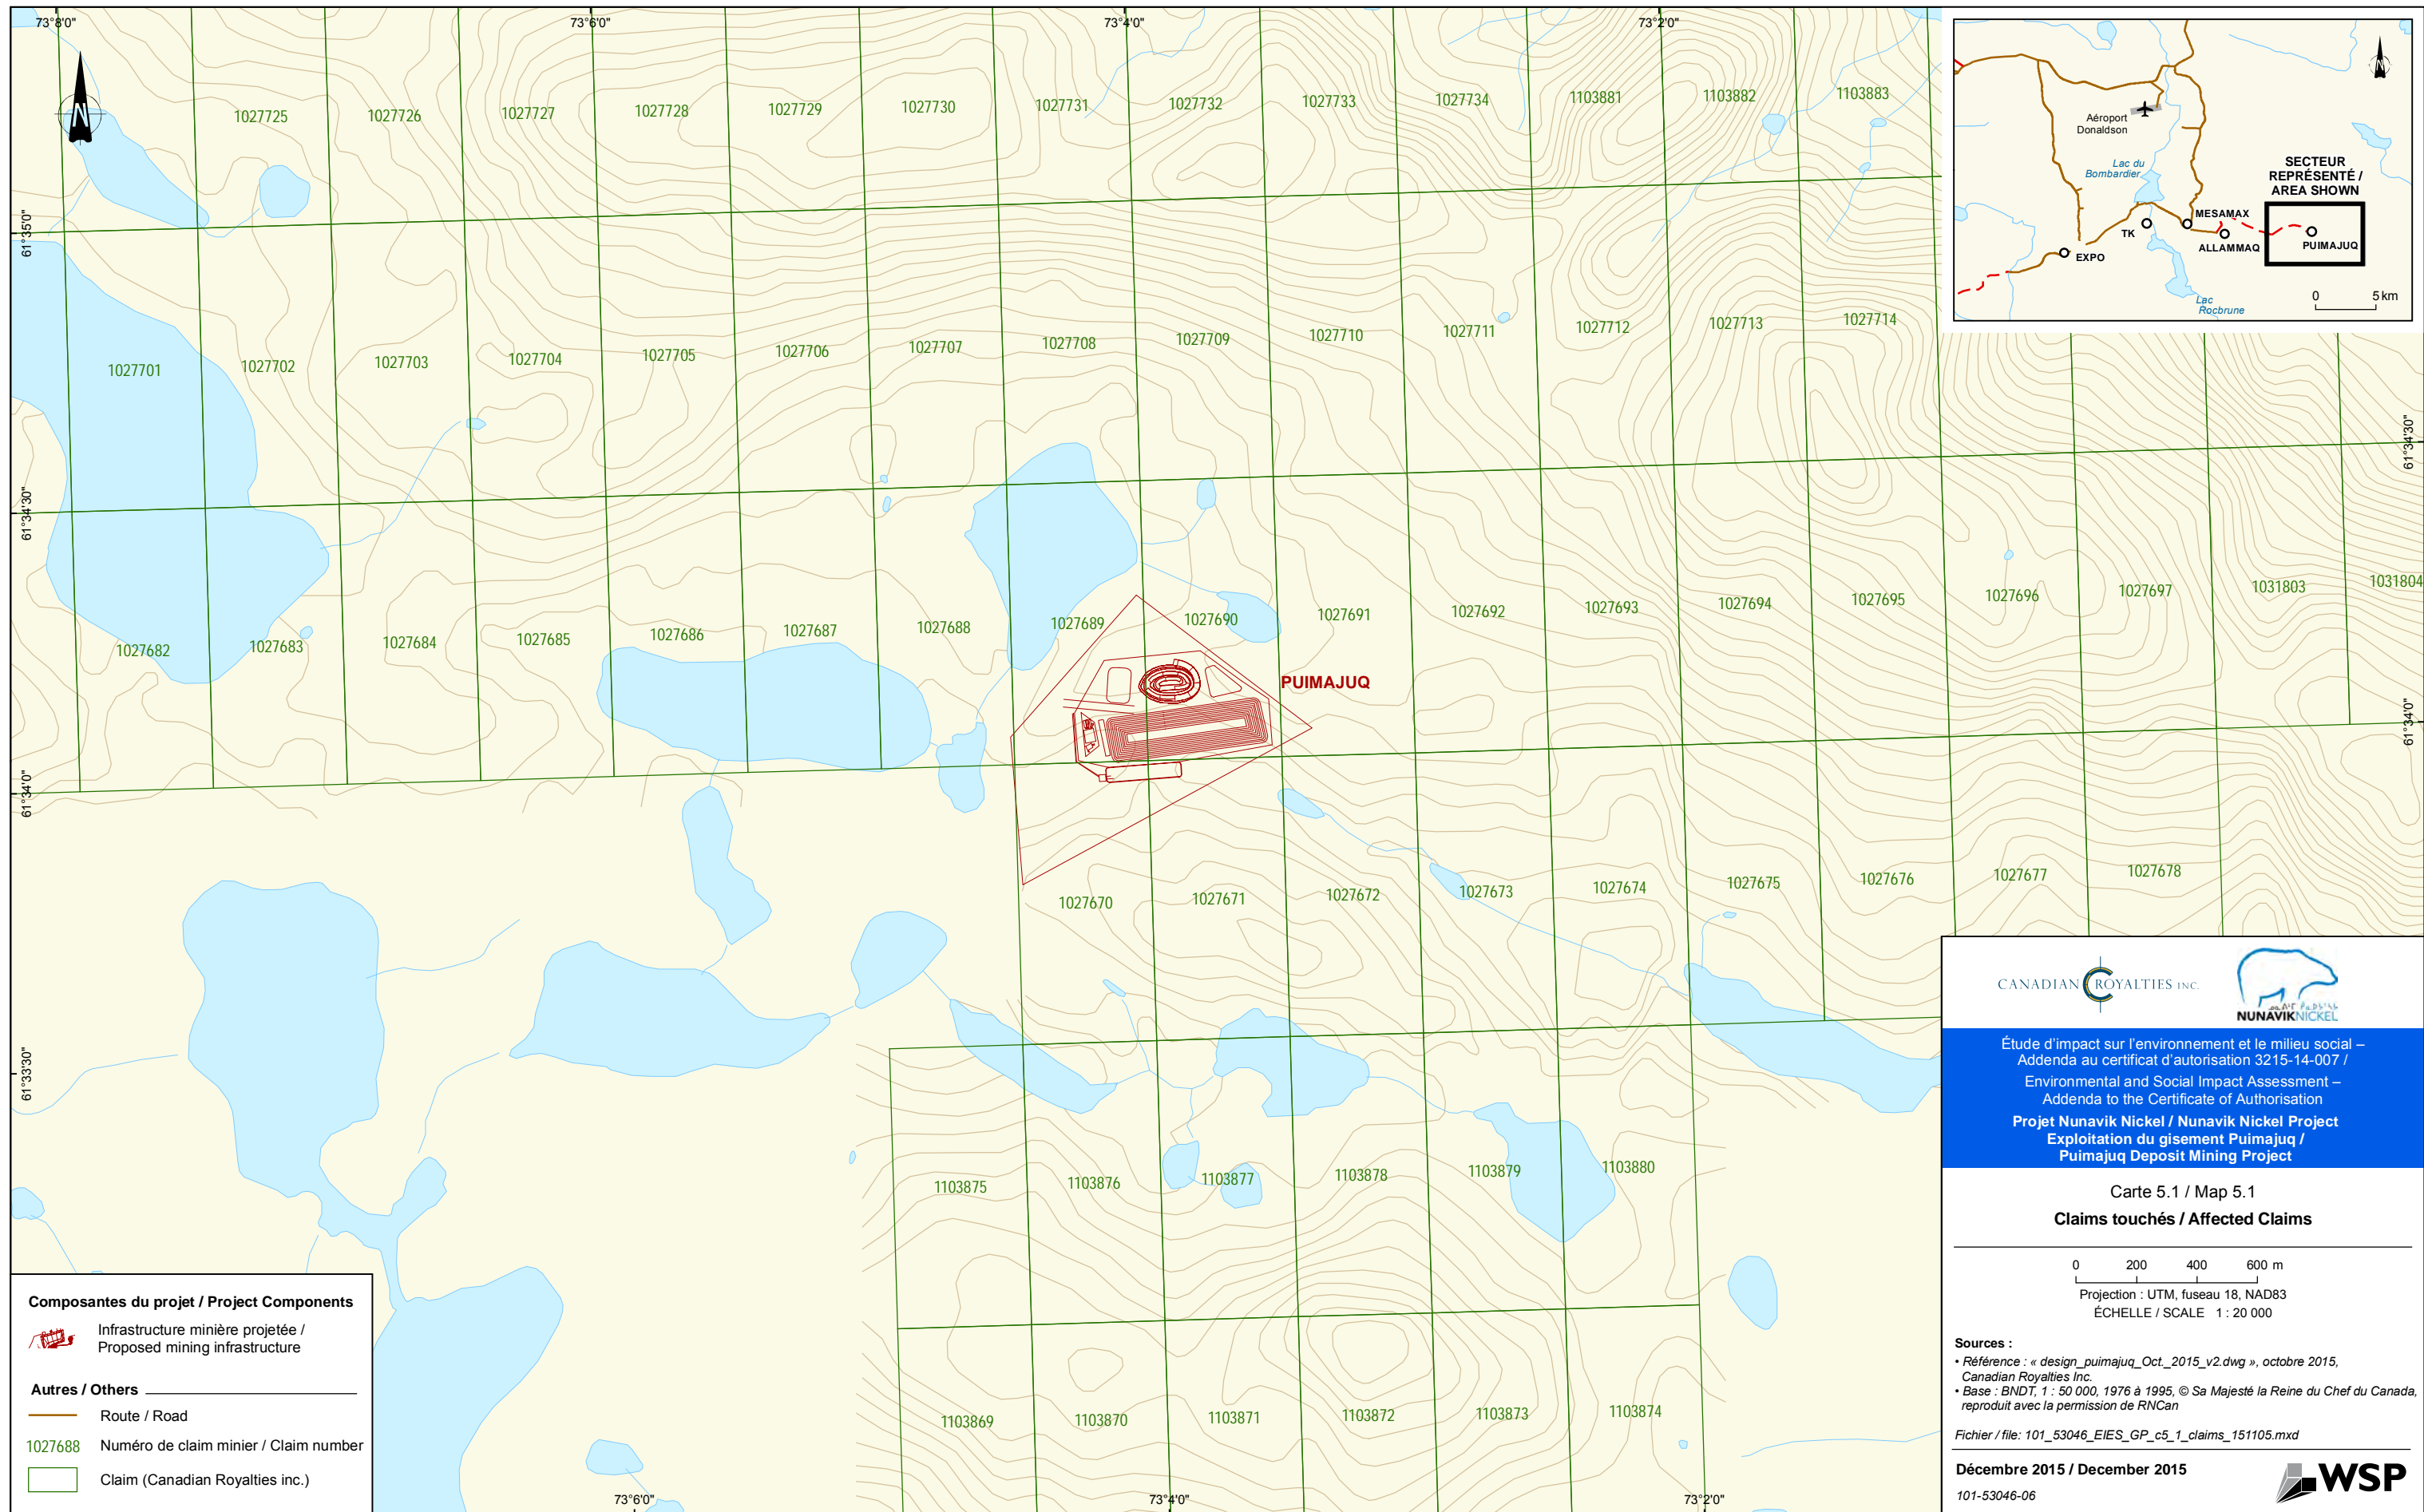 73°8'0"
73°6'0"
73°4'0"
73°2'0"
N
1027725
1027726
1027727
1027728
1027729
1027730
1027731
1027732
1027733
1027734
1103881
1103882
1103883
61°35'0"
1027701
1027702
1027703
1027704
1027705
1027706
1027707
1027708
1027709
1027710
1027711
1027712
1027713
1027714
61°34'30"
61°34'30"
1027682
1027683
1027684
1027685
1027686
1027687
1027688
1027689
1027690
1027691
1027692
1027693
1027694
1027695
1027696
1027697
1031803
1031804
PUIMAJUQ
61°34'0"
61°34'0"
1027670
1027671
1027672
1027673
1027674
1027675
1027676
1027677
1027678
61°33'30"
1103875
1103876
1103877
1103878
1103879
1103880
1103869
1103870
1103871
1103872
1103873
1103874
73°6'0"
73°4'0"
73°2'0"
Aéroport
Donaldson
Lac du
Bombardier
SECTEUR
REPRÉSENTÉ /
AREA SHOWN
MESAMAX
TK
ALLAMMAQ
PUIMAJUQ
EXPO
Lac
Rocbrune
0 5 km
Composantes du projet / Project Components
Infrastructure minière projetée /
Proposed mining infrastructure
Autres / Others
Route / Road
1027688 Numéro de claim minier / Claim number
Claim (Canadian Royalties inc.)
CANADIAN ROYALTIES INC.
NUNAVIKNICKEL
Étude d'impact sur l'environnement et le milieu social –
Addenda au certificat d'autorisation 3215-14-007 /
Environmental and Social Impact Assessment –
Addenda to the Certificate of Authorisation
Projet Nunavik Nickel / Nunavik Nickel Project
Exploitation du gisement Puimajuq /
Puimajuq Deposit Mining Project
Carte 5.1 / Map 5.1
Claims touchés / Affected Claims
0 200 400 600 m
Projection : UTM, fuseau 18, NAD83
ÉCHELLE / SCALE 1 : 20 000
Sources :
• Référence : « design_puimajuq_Oct._2015_v2.dwg », octobre 2015,
Canadian Royalties Inc.
• Base : BNDT, 1 : 50 000, 1976 à 1995, © Sa Majesté la Reine du Chef du Canada,
reproduit avec la permission de RNCan
Fichier / file: 101_53046_EIES_GP_c5_1_claims_151105.mxd
Décembre 2015 / December 2015
101-53046-06
WSP